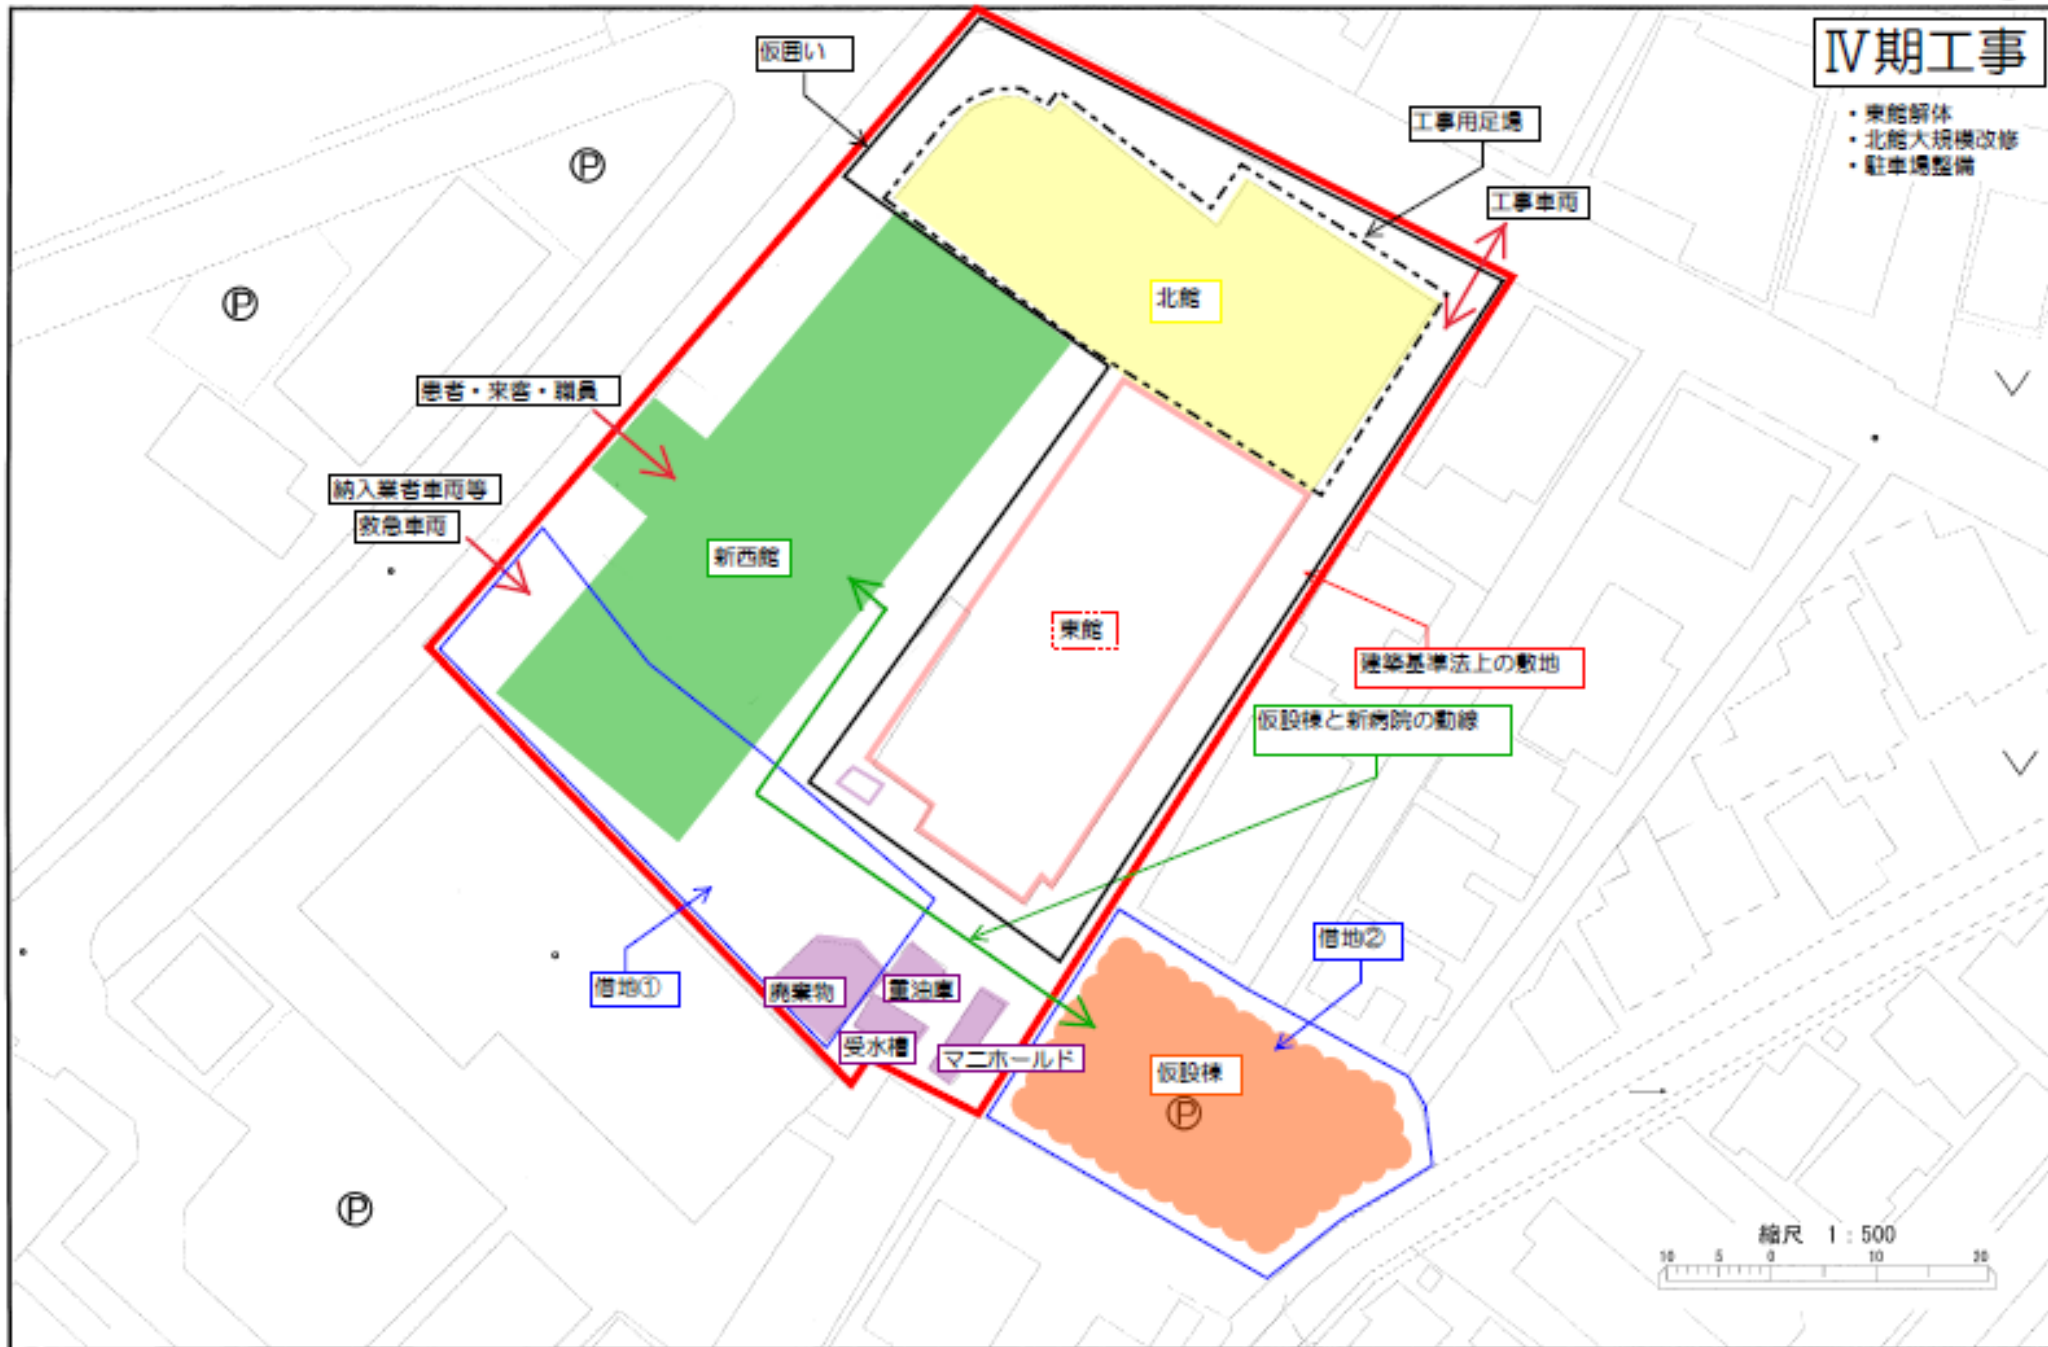 Ⅳ期工事
・東館解体
・北館大規模改修
・駐車場整備
仮囲い
工事用足場
工事車両
Ⓟ
Ⓟ
北館
患者・来客・職員
納入業者車両等
救急車両
新西館
東館
建築基準法上の敷地
仮設棟と新病院の動線
借地②
借地①
廃棄物
重油庫
受水槽
マニホールド
仮設棟
Ⓟ
Ⓟ
縮尺 1：500
10 5 0 10 20